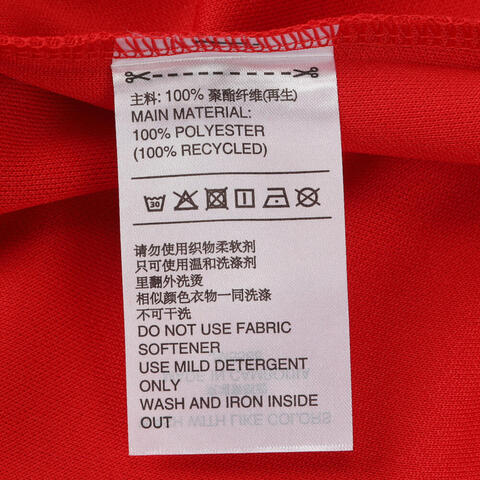 主料: 100% 聚酯纤维(再生)
MAIN MATERIAL:
100% POLYESTER
(100% RECYCLED)
30
请勿使用织物柔软剂
只可使用温和洗涤剂
里翻外洗烫
相似颜色衣物一同洗涤
不可干洗
DO NOT USE FABRIC
SOFTENER
USE MILD DETERGENT
ONLY
WASH AND IRON INSIDE
OUT